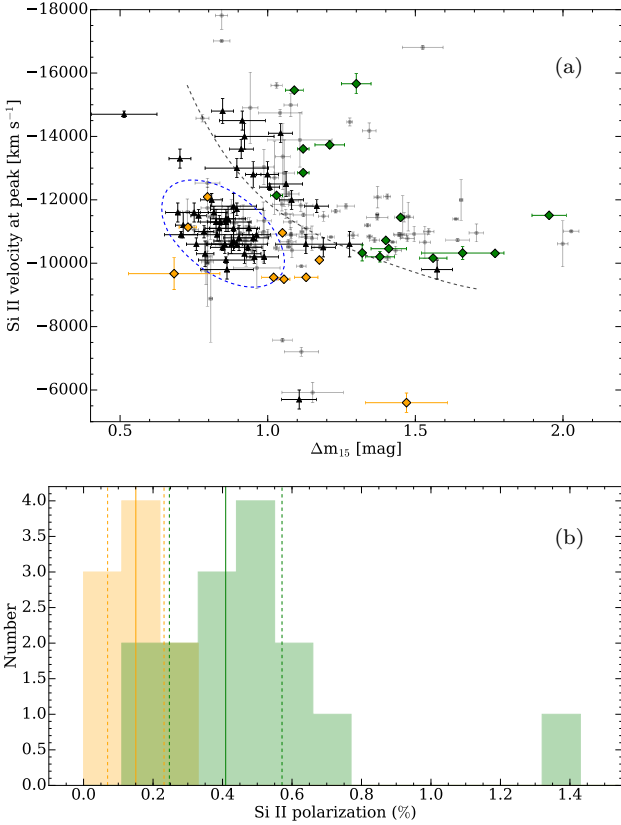 −18000
(a)
−16000
−14000
−12000
−10000
−8000
−6000
Si II velocity at peak [km s⁻¹]
0.5 1.0 1.5 2.0
Δm₁₅ [mag]
4.0
(b)
3.5
3.0
2.5
2.0
1.5
1.0
0.5
0.0
Number
0.0 0.2 0.4 0.6 0.8 1.0 1.2 1.4
Si II polarization (%)